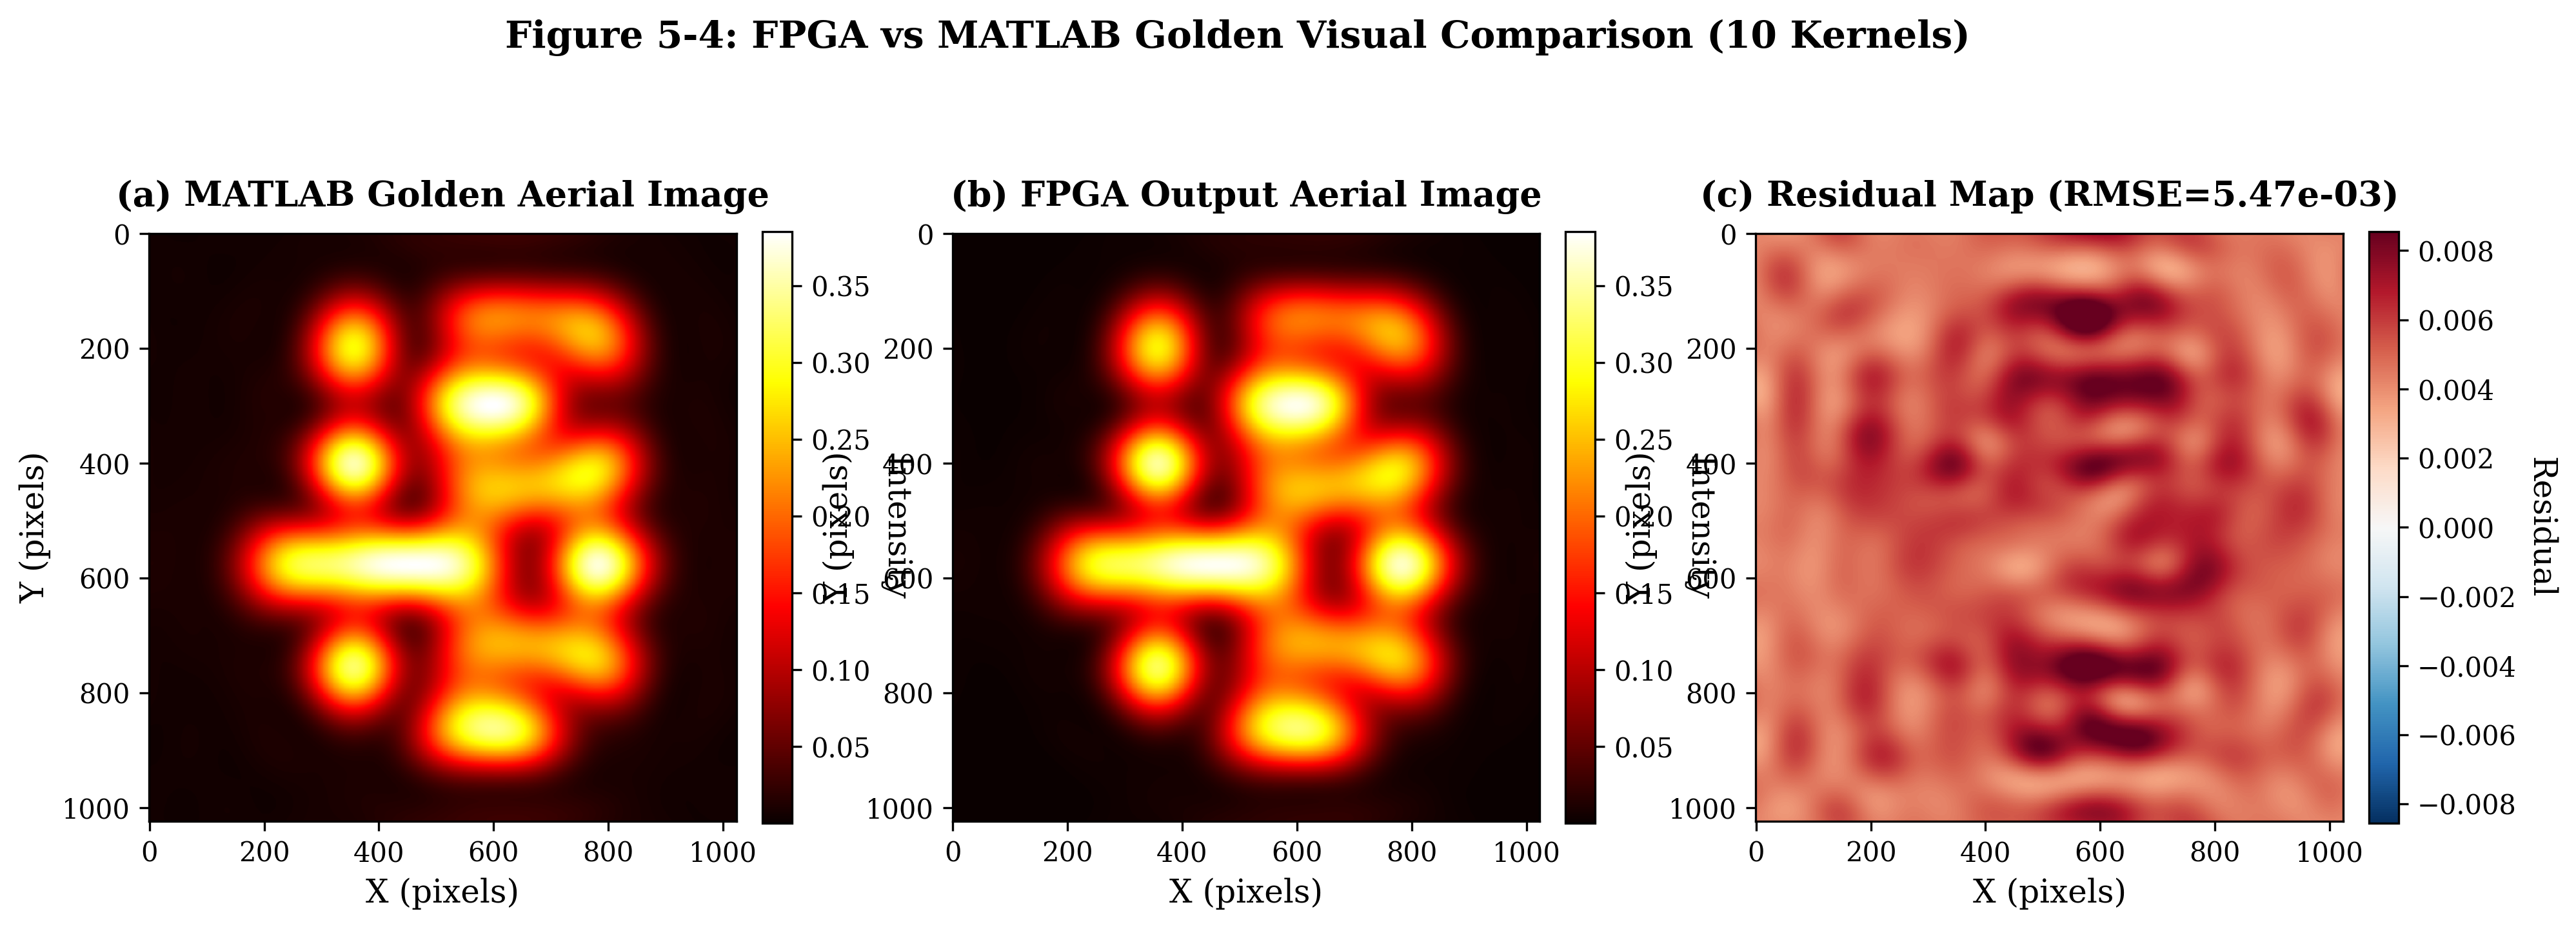 Figure 5-4: FPGA vs MATLAB Golden Visual Comparison (10 Kernels)
(a) MATLAB Golden Aerial Image
0
200
400
600
800
1000
Y (pixels)
0 200 400 600 800 1000
X (pixels)
0.35
0.30
0.25
0.20
0.15
0.10
0.05
Intensity
(b) FPGA Output Aerial Image
0
200
400
600
800
1000
Y (pixels)
0 200 400 600 800 1000
X (pixels)
0.35
0.30
0.25
0.20
0.15
0.10
0.05
Intensity
(c) Residual Map (RMSE=5.47e-03)
0
200
400
600
800
1000
Y (pixels)
0 200 400 600 800 1000
X (pixels)
0.008
0.006
0.004
0.002
0.000
−0.002
−0.004
−0.006
−0.008
Residual